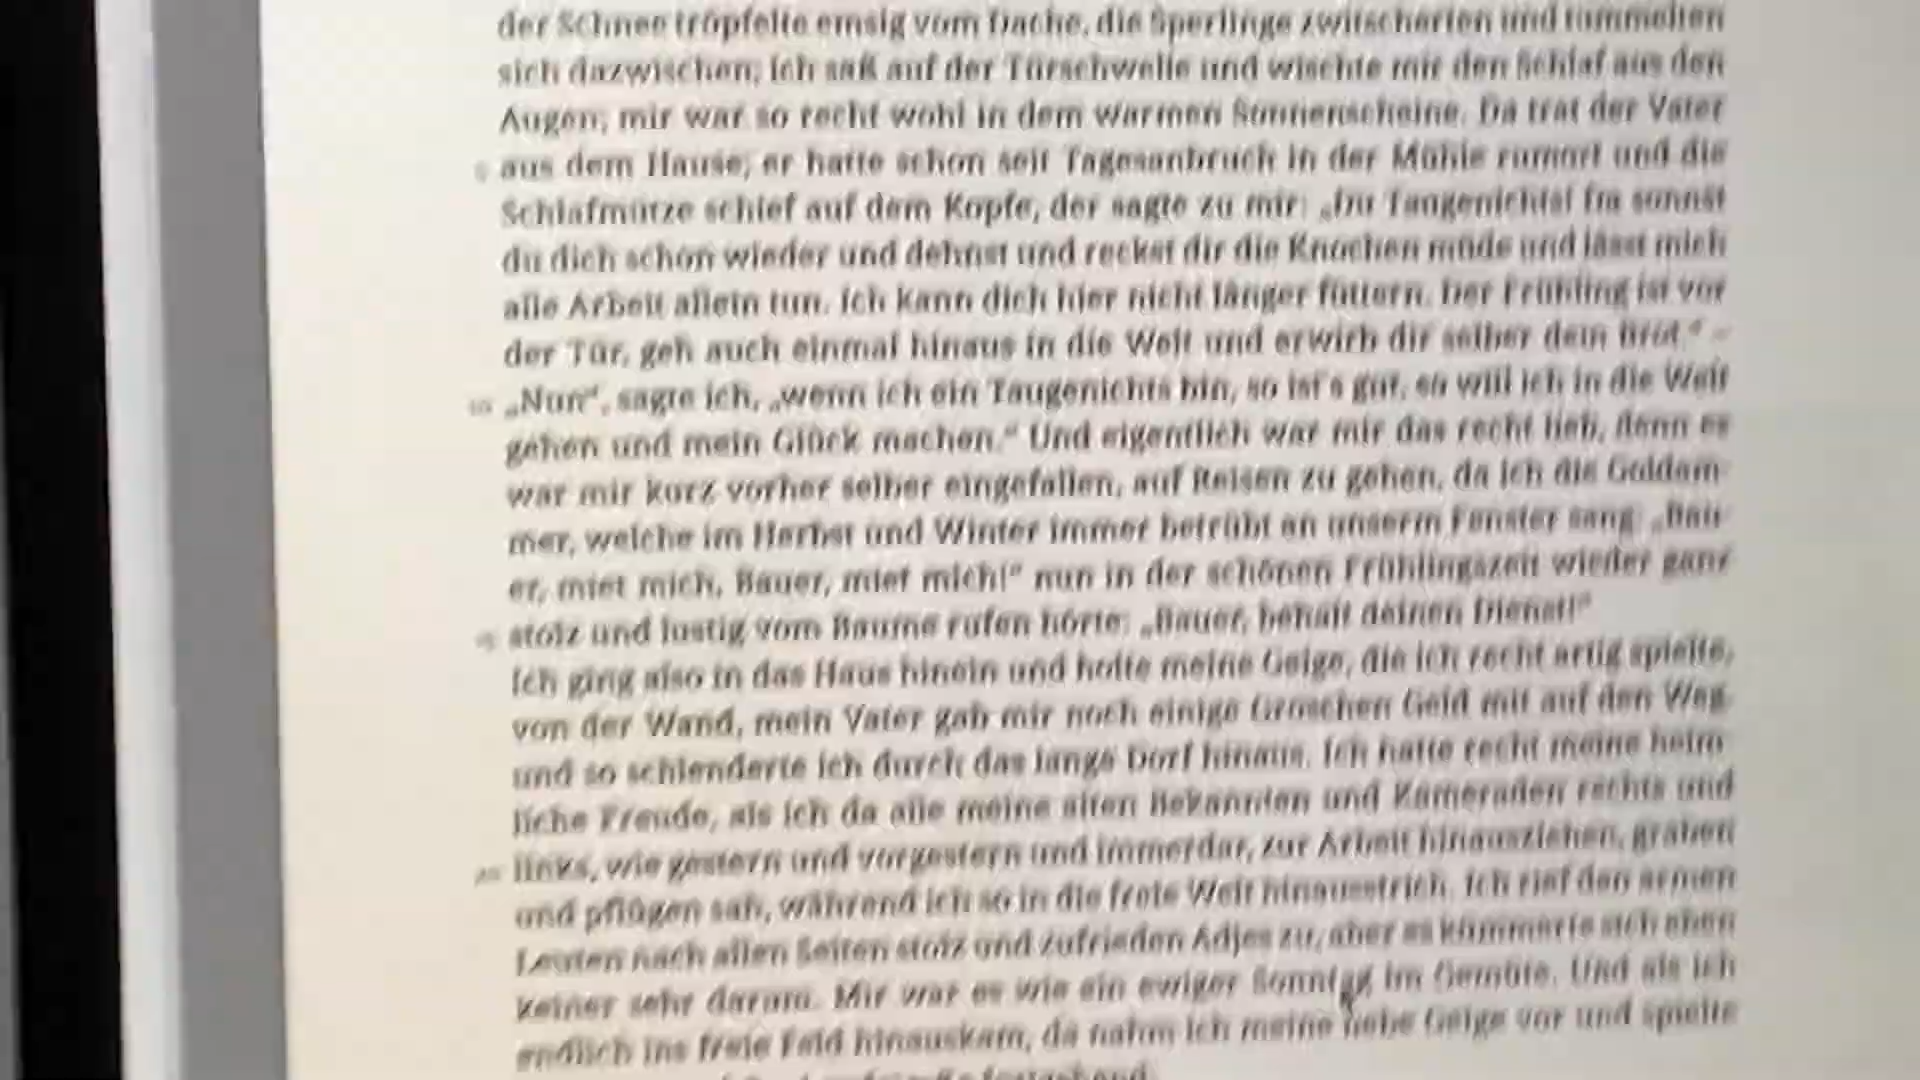 der Schnee tröpfelte emsig vom Dache, die Sperlinge zwitscherten und tummelten
sich dazwischen; ich saß auf der Türschwelle und wischte mir den Schlaf aus den
Augen; mir war so recht wohl in dem warmen Sonnenscheine. Da trat der Vater
5 aus dem Hause; er hatte schon seit Tagesanbruch in der Mühle rumort und die
Schlafmütze schief auf dem Kopfe, der sagte zu mir: „Du Taugenichts! Da sonnst
du dich schon wieder und dehnst und reckst dir die Knochen müde und lässt mich
alle Arbeit allein tun. Ich kann dich hier nicht länger füttern. Der Frühling ist vor
der Tür, geh auch einmal hinaus in die Welt und erwirb dir selber dein Brot.“ –
10 „Nun“, sagte ich, „wenn ich ein Taugenichts bin, so ist's gut, so will ich in die Welt
gehen und mein Glück machen.“ Und eigentlich war mir das recht lieb, denn es
war mir kurz vorher selber eingefallen, auf Reisen zu gehen, da ich die Goldam-
mer, welche im Herbst und Winter immer betrübt an unserm Fenster sang: „Bau-
er, miet mich, Bauer, miet mich!“ nun in der schönen Frühlingszeit wieder ganz
15 stolz und lustig vom Baume rufen hörte: „Bauer, behalt deinen Dienst!“
Ich ging also in das Haus hinein und holte meine Geige, die ich recht artig spielte,
von der Wand, mein Vater gab mir noch einige Groschen Geld mit auf den Weg,
und so schlenderte ich durch das lange Dorf hinaus. Ich hatte recht meine heim-
liche Freude, als ich da alle meine alten Bekannten und Kameraden rechts und
20 links, wie gestern und vorgestern und immerdar, zur Arbeit hinausziehen, graben
und pflügen sah, während ich so in die freie Welt hinausstrich. Ich rief den armen
Leuten nach allen Seiten stolz und zufrieden Adjes zu, aber es kümmerte sich eben
keiner sehr darum. Mir war es wie ein ewiger Sonntag im Gemüte. Und als ich
endlich ins freie Feld hinauskam, da nahm ich meine liebe Geige vor und spielte